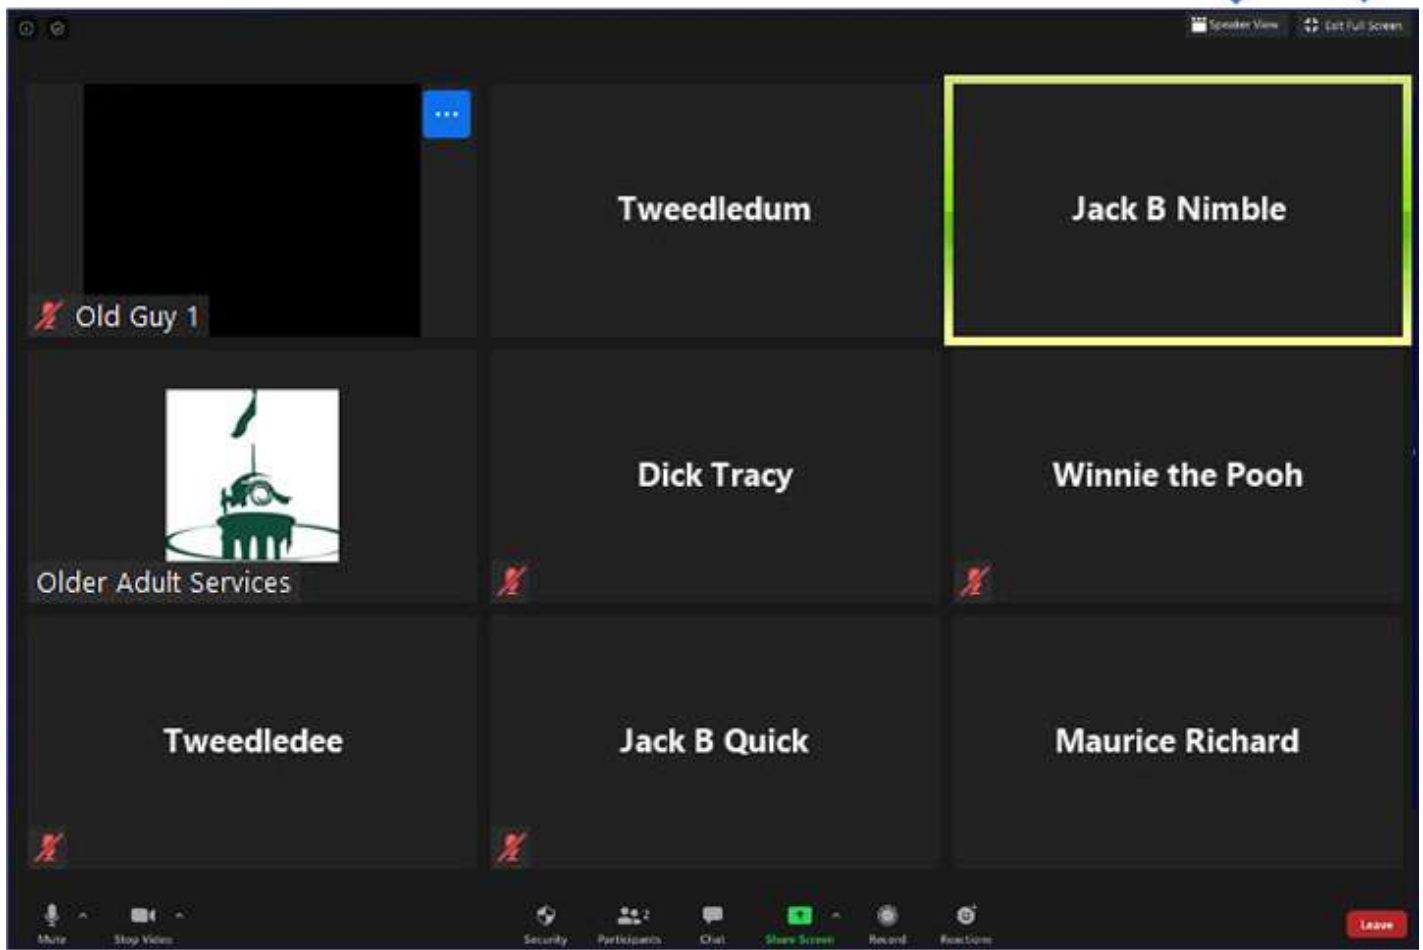 Speaker View Exit Full Screen
...
Tweedledum
Jack B Nimble
Old Guy 1
Older Adult Services
Dick Tracy
Winnie the Pooh
Tweedledee
Jack B Quick
Maurice Richard
Mute Stop Video Security Participants 2 Chat Share Screen Record Reactions Leave